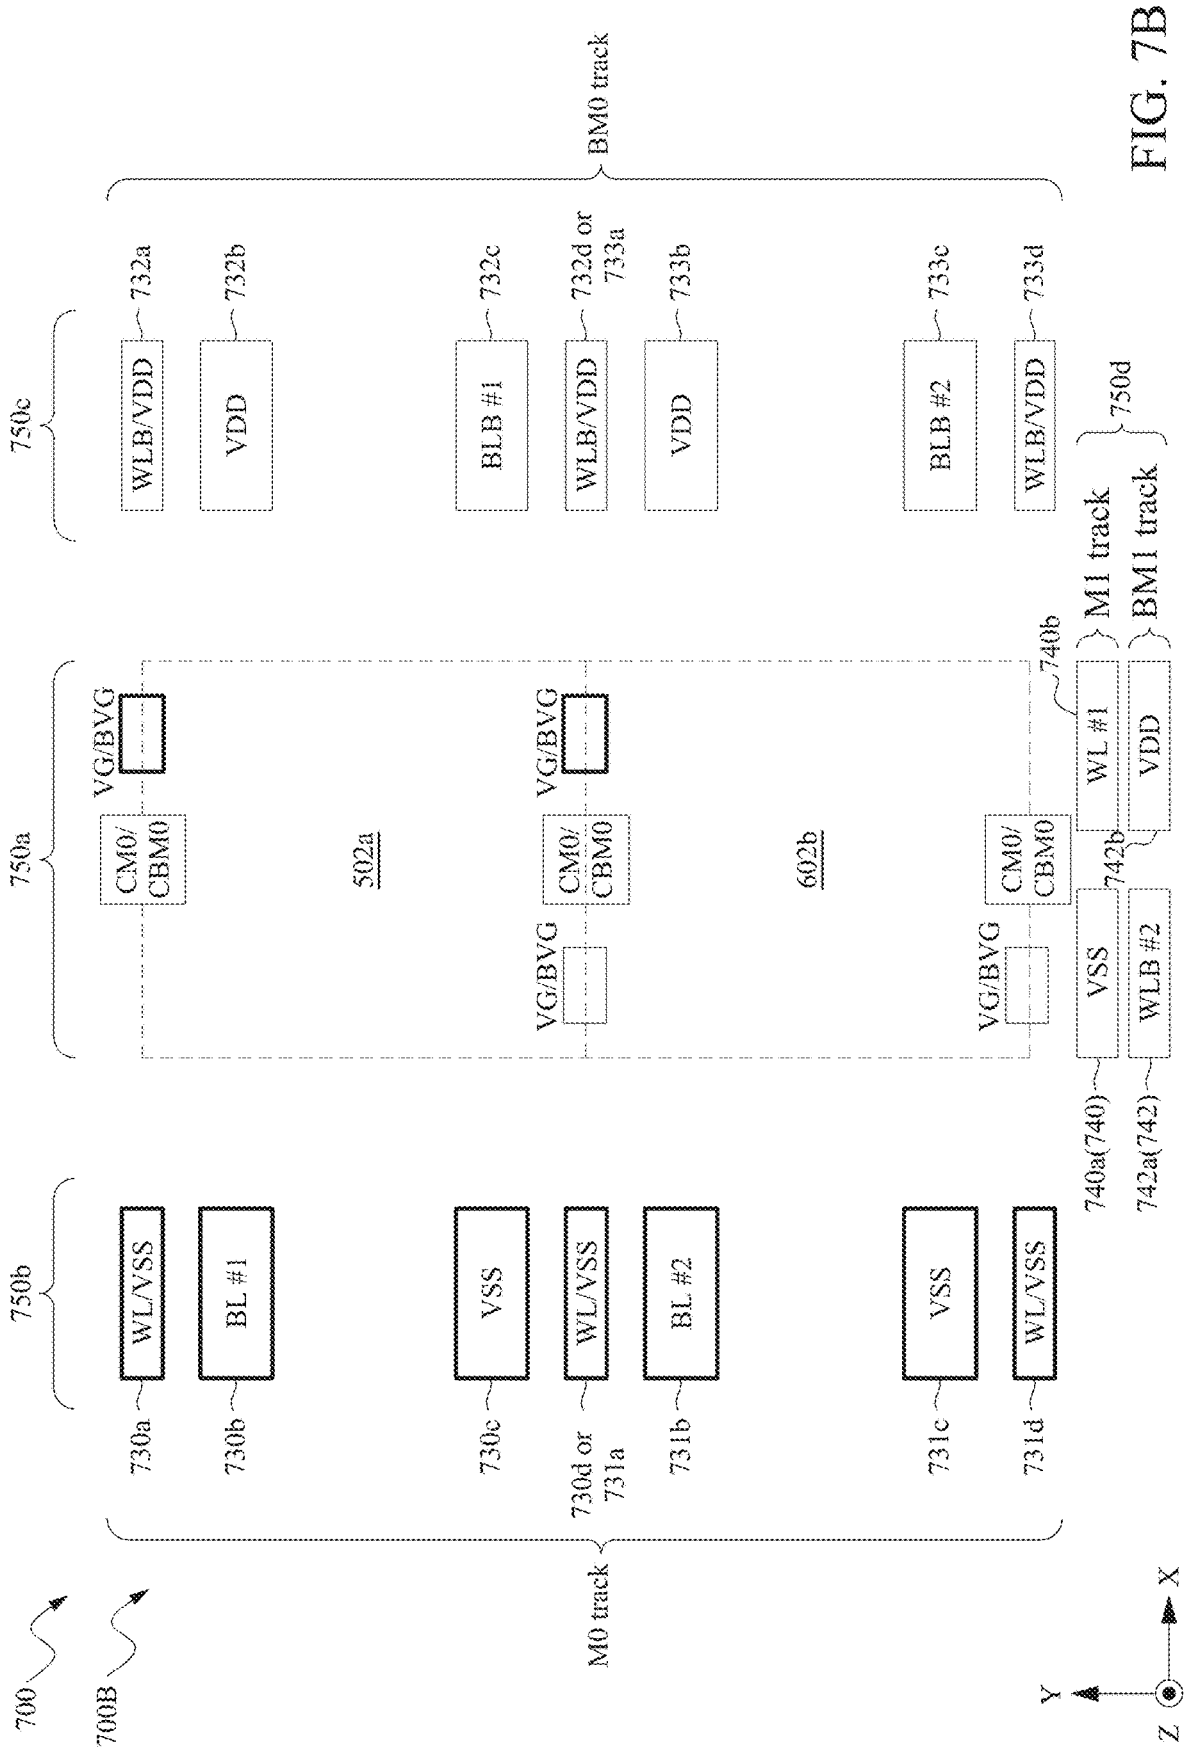 700
700B
750b
750a
750c
M0 track
730a
WL/VSS
730b
BL #1
730c
VSS
730d or
731a
WL/VSS
731b
BL #2
731c
VSS
731d
WL/VSS
VG/BVG
CM0/
CBM0
502a
VG/BVG
CM0/
CBM0
VG/BVG
602b
VG/BVG
CM0/
CBM0
WLB/VDD
732a
VDD
732b
BLB #1
732c
WLB/VDD
732d or
733a
VDD
733b
BLB #2
733c
WLB/VDD
733d
BM0 track
740a(740)
VSS
WL #1
740b
M1 track
742a(742)
WLB #2
742b
VDD
BM1 track
750d
Y
X
Z
FIG. 7B